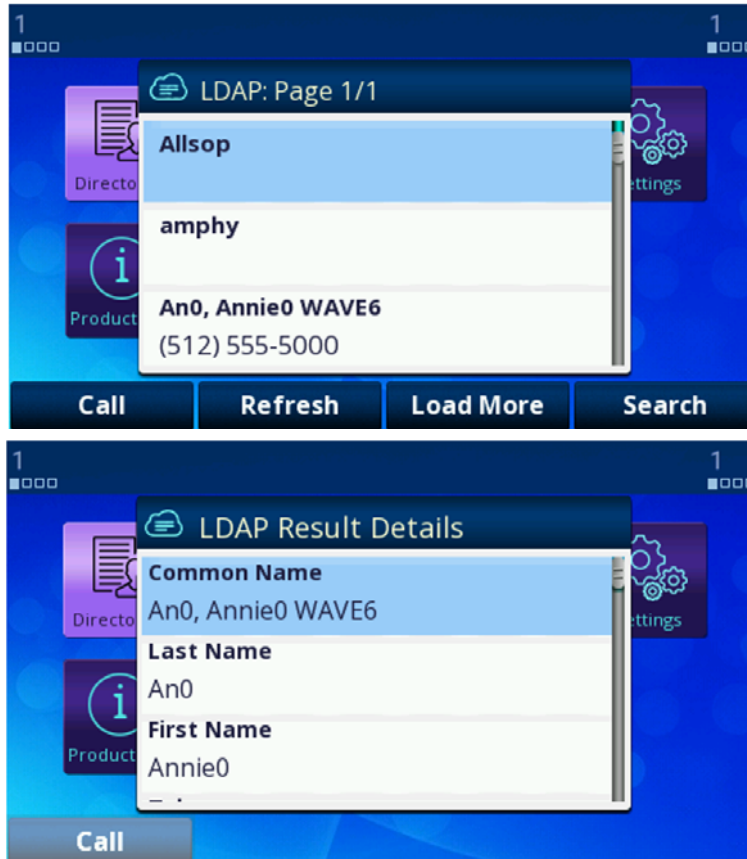 1 1
LDAP: Page 1/1
Allsop
Directo ettings
amphy
Product
An0, Annie0 WAVE6
(512) 555-5000
Call Refresh Load More Search
1 1
LDAP Result Details
Common Name
An0, Annie0 WAVE6
Directo ettings
Last Name
An0
First Name
Product
Annie0
Call